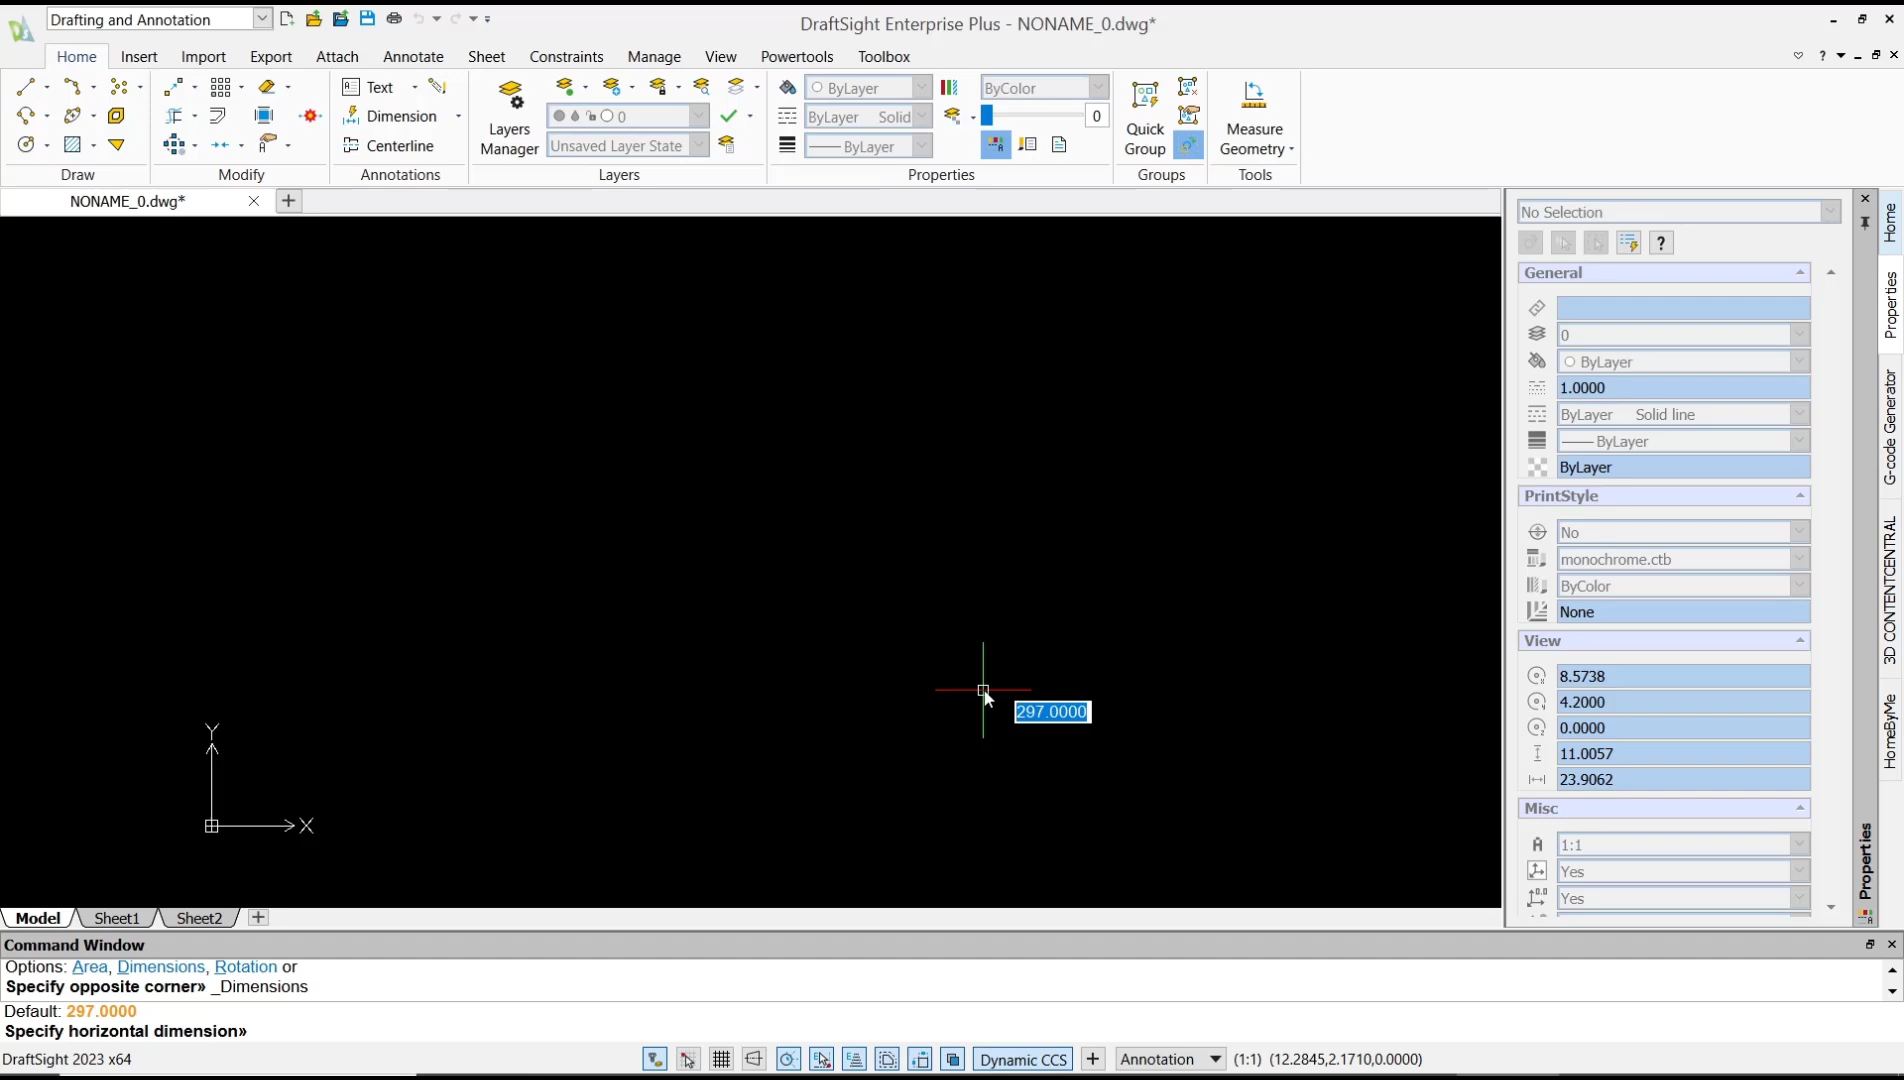 Drafting and Annotation
DraftSight Enterprise Plus - NONAME_0.dwg*
Home Insert Import Export Attach Annotate Sheet Constraints Manage View Powertools Toolbox
Text
Dimension
Centerline
Layers
Manager
0
Unsaved Layer State
ByLayer
ByLayer Solid
ByLayer
ByColor
0
Quick
Group
Measure
Geometry
Draw Modify Annotations Layers Properties Groups Tools
NONAME_0.dwg*
Y
X
297.0000
No Selection
?
General
0
ByLayer
1.0000
ByLayer Solid line
ByLayer
ByLayer
PrintStyle
No
monochrome.ctb
ByColor
None
View
8.5738
4.2000
0.0000
11.0057
23.9062
Misc
1:1
Yes
Yes
Properties
Home
Properties
G-code Generator
3D CONTENTCENTRAL
HomeByMe
Model Sheet1 Sheet2
Command Window
Options: Area, Dimensions, Rotation or
Specify opposite corner» _Dimensions
Default: 297.0000
Specify horizontal dimension»
DraftSight 2023 x64
Dynamic CCS
Annotation
(1:1) (12.2845,2.1710,0.0000)